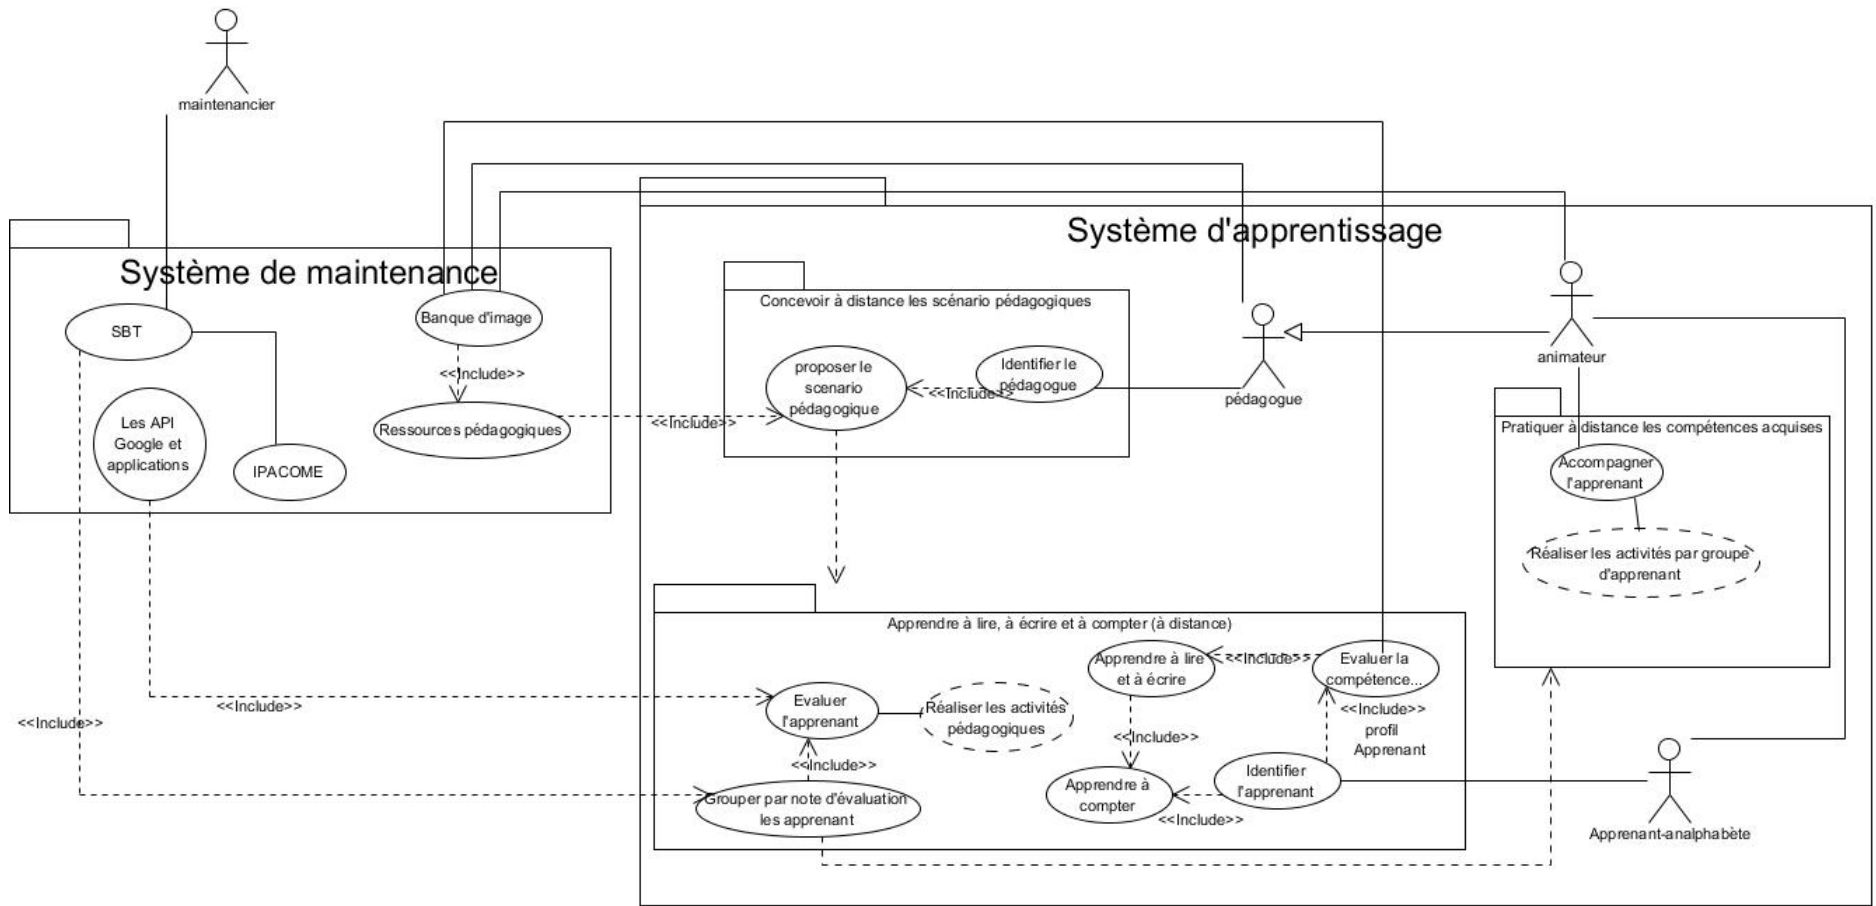 maintenancier
Système de maintenance
SBT
Banque d'image
<<Include>>
Les API
Google et
applications
Ressources pédagogiques
IPACOME
<<Include>>
Système d'apprentissage
Concevoir à distance les scénario pédagogiques
proposer le
scenario
pédagogique
<<Include>>
Identifier le
pédagogue
pédagogue
animateur
Pratiquer à distance les compétences acquises
Accompagner
l'apprenant
Réaliser les activités par groupe
d'apprenant
Apprendre à lire, à écrire et à compter (à distance)
Apprendre à lire
et à écrire
<<Include>>
Evaluer la
compétence...
<<Include>>
<<Include>>
Evaluer
l'apprenant
Réaliser les activités
pédagogiques
<<Include>>
profil
Apprenant
<<Include>>
<<Include>>
Grouper par note d'évaluation
les apprenant
Apprendre à
compter
Identifier
l'apprenant
<<Include>>
Apprenant-analphabète